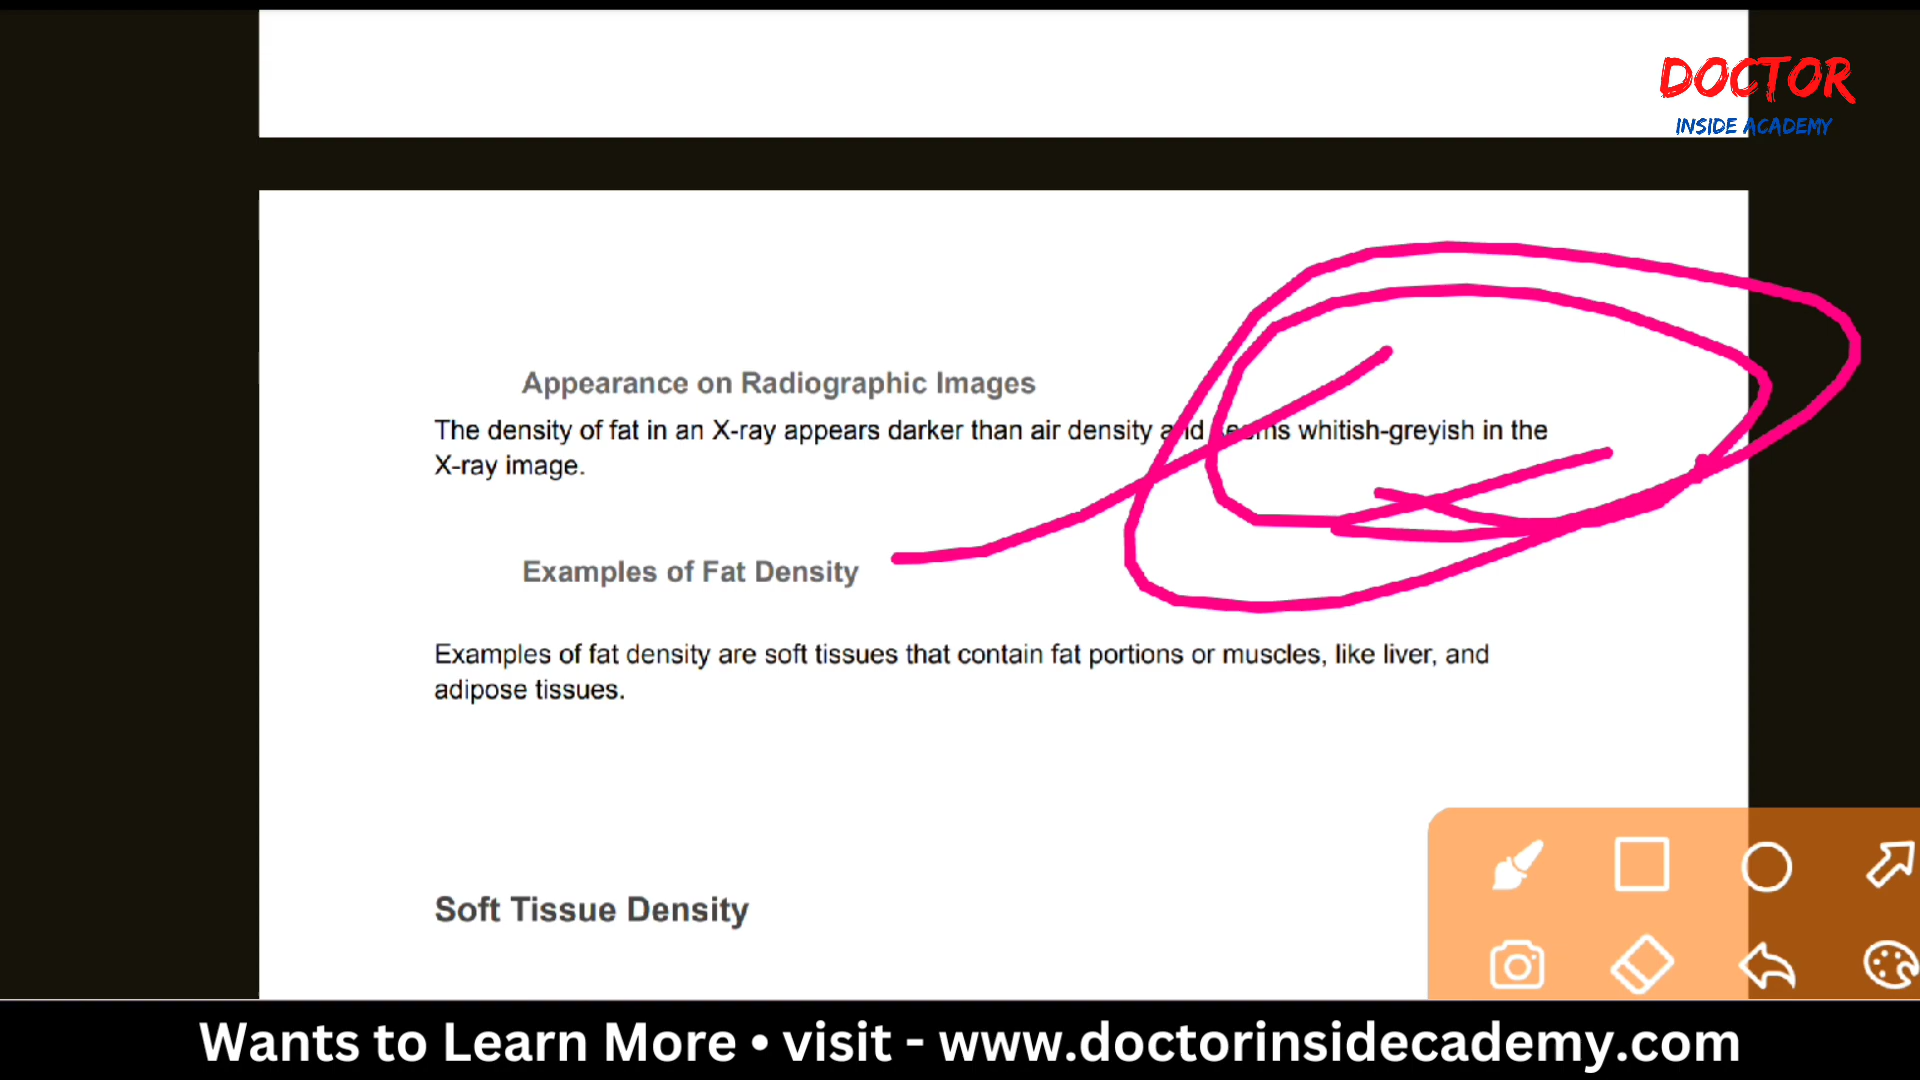 DOCTOR
INSIDE ACADEMY
Appearance on Radiographic Images
The density of fat in an X-ray appears darker than air density and seems whitish-greyish in the
X-ray image.
Examples of Fat Density
Examples of fat density are soft tissues that contain fat portions or muscles, like liver, and
adipose tissues.
Soft Tissue Density
Wants to Learn More • visit - www.doctorinsidecademy.com